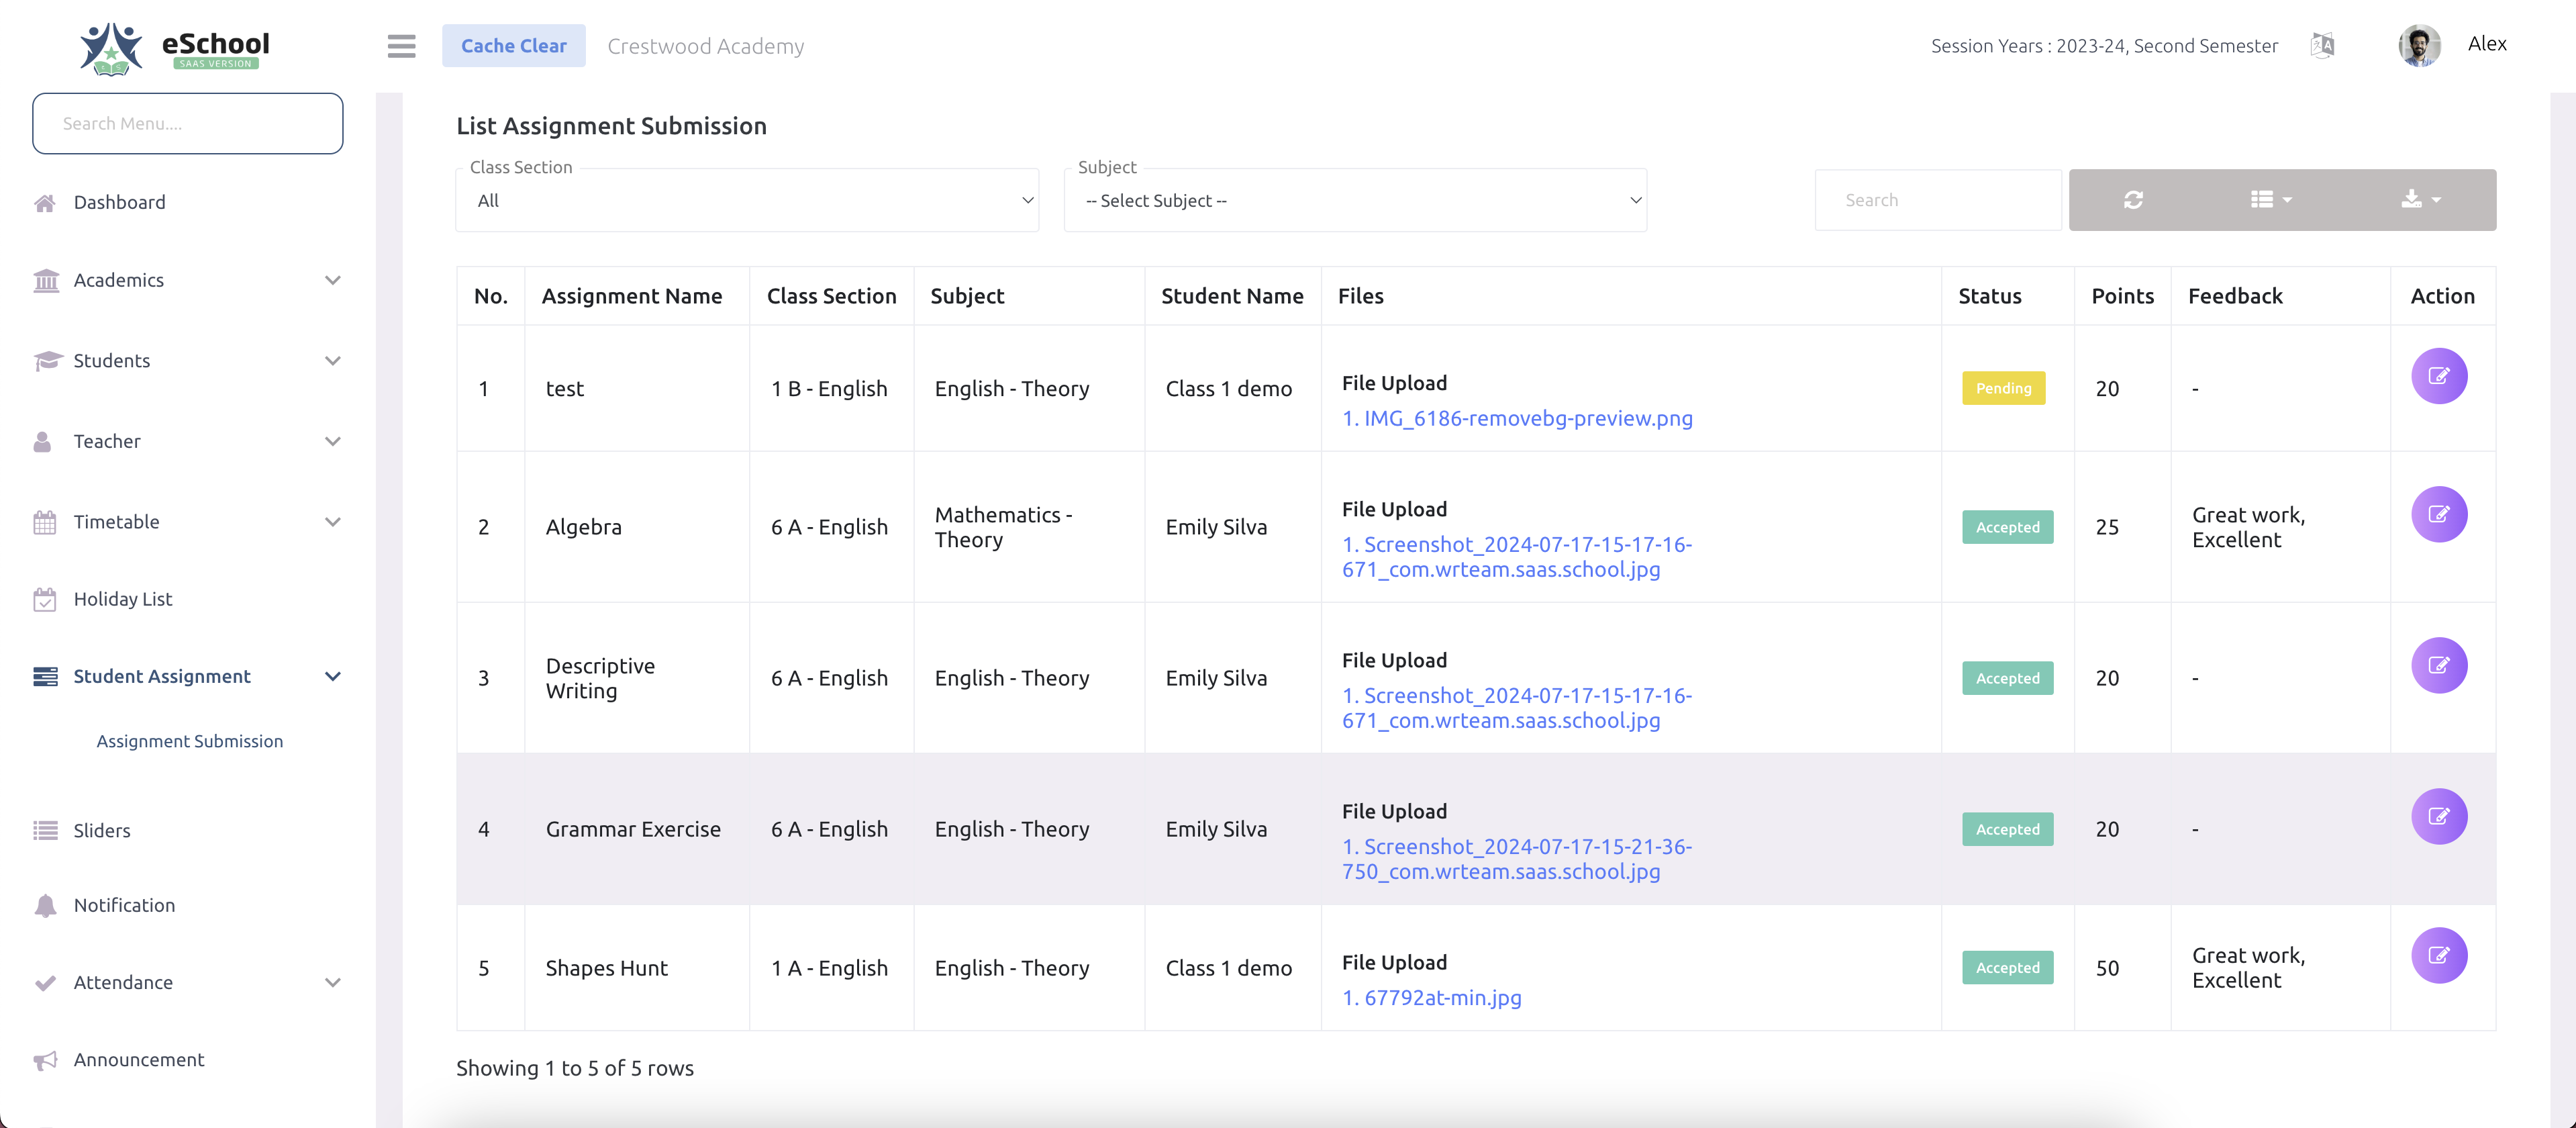 eSchool
SAAS VERSION
Cache Clear
Crestwood Academy
Session Years : 2023-24, Second Semester
Alex
Search Menu....
Dashboard
Academics
Students
Teacher
Timetable
Holiday List
Student Assignment
Assignment Submission
Sliders
Notification
Attendance
Announcement
List Assignment Submission
Class Section
All
Subject
-- Select Subject --
Search
No. Assignment Name Class Section Subject Student Name Files Status Points Feedback Action
1 test 1 B - English English - Theory Class 1 demo File Upload Pending 20 -
1. IMG_6186-removebg-preview.png
2 Algebra 6 A - English Mathematics - Theory Emily Silva File Upload Accepted 25 Great work, Excellent
1. Screenshot_2024-07-17-15-17-16-
671_com.wrteam.saas.school.jpg
3 Descriptive Writing 6 A - English English - Theory Emily Silva File Upload Accepted 20 -
1. Screenshot_2024-07-17-15-17-16-
671_com.wrteam.saas.school.jpg
4 Grammar Exercise 6 A - English English - Theory Emily Silva File Upload Accepted 20 -
1. Screenshot_2024-07-17-15-21-36-
750_com.wrteam.saas.school.jpg
5 Shapes Hunt 1 A - English English - Theory Class 1 demo File Upload Accepted 50 Great work, Excellent
1. 67792at-min.jpg
Showing 1 to 5 of 5 rows